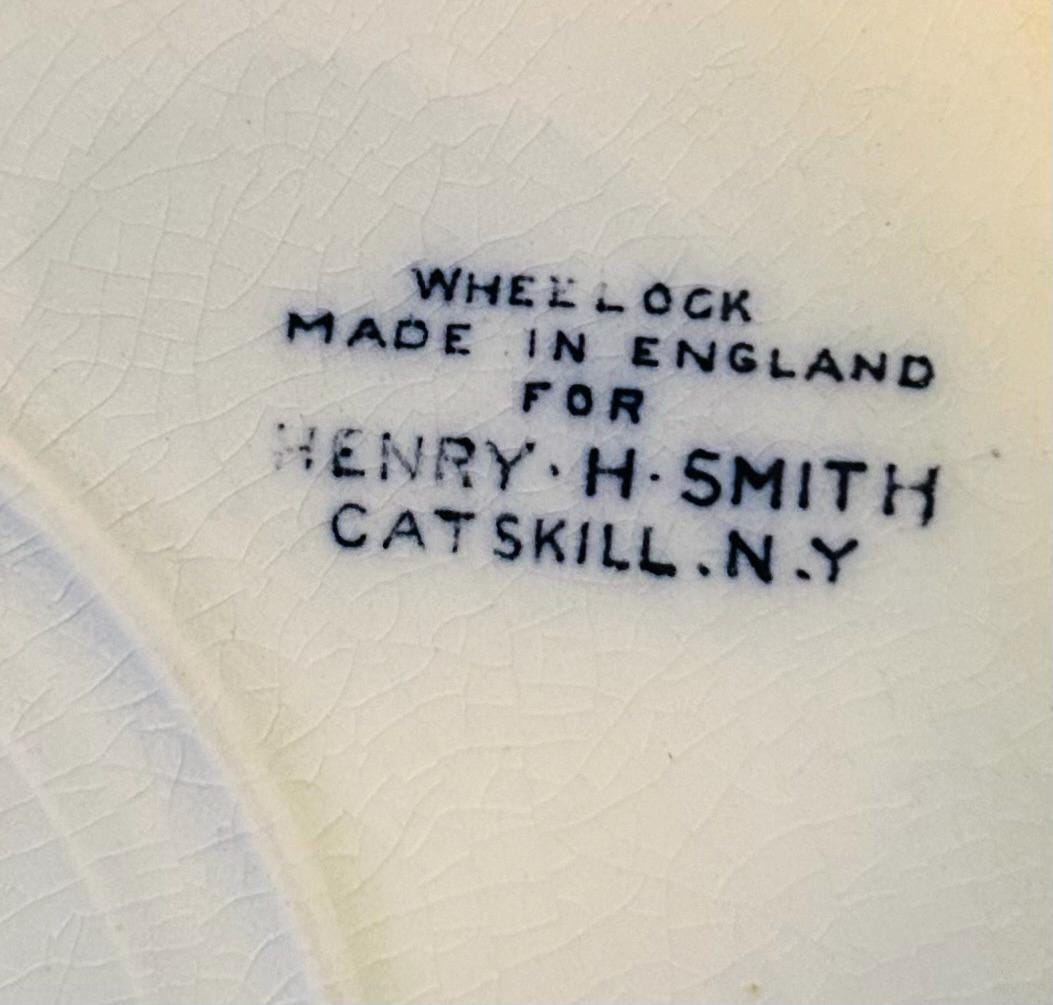 WHEELOCK
MADE IN ENGLAND
FOR
HENRY · H · SMITH
CATSKILL . N . Y